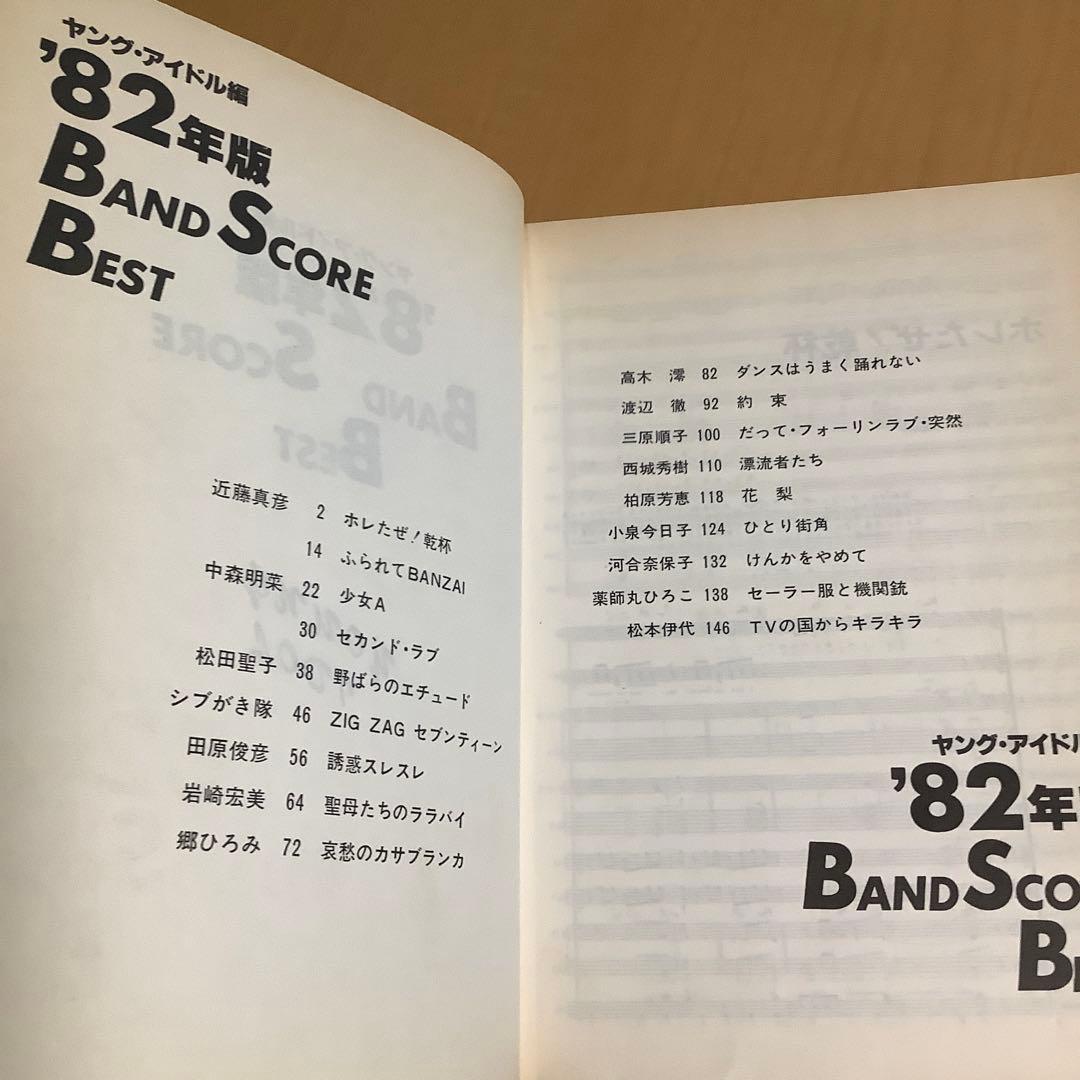 ヤング・アイドル編
'82年版
BAND SCORE
BEST
近藤真彦 2 ホレたぜ!乾杯
14 ふられてBANZAI
中森明菜 22 少女A
30 セカンド・ラブ
松田聖子 38 野ばらのエチュード
シブがき隊 46 ZIG ZAG セブンティーン
田原俊彦 56 誘惑スレスレ
岩崎宏美 64 聖母たちのララバイ
郷ひろみ 72 哀愁のカサブランカ
高木 澪 82 ダンスはうまく踊れない
渡辺 徹 92 約束
三原順子 100 だって・フォーリンラブ・突然
西城秀樹 110 漂流者たち
柏原芳恵 118 花梨
小泉今日子 124 ひとり街角
河合奈保子 132 けんかをやめて
薬師丸ひろこ 138 セーラー服と機関銃
松本伊代 146 TVの国からキラキラ
ヤング・アイドル
'82年
BAND SCO
B